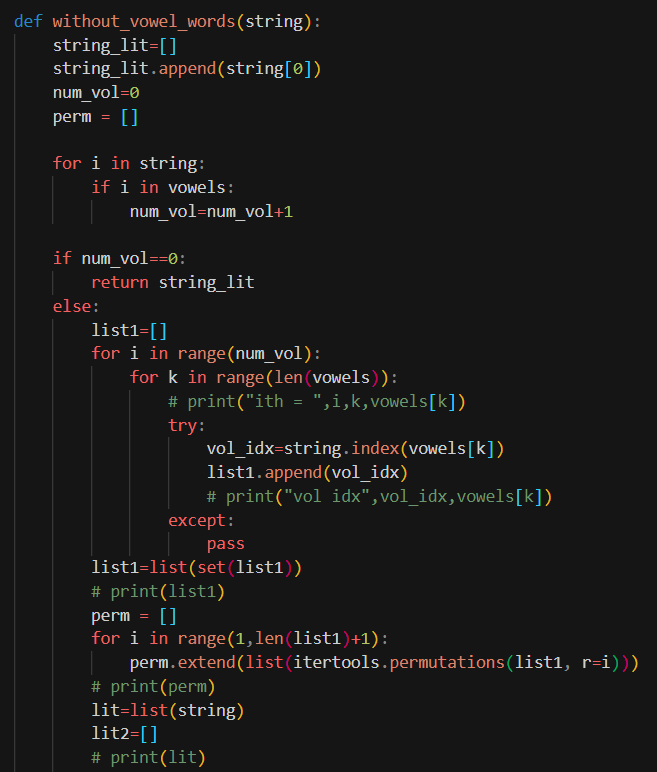 def without_vowel_words(string):
    string_lit=[]
    string_lit.append(string[0])
    num_vol=0
    perm = []

    for i in string:
        if i in vowels:
            num_vol=num_vol+1

    if num_vol==0:
        return string_lit
    else:
        list1=[]
        for i in range(num_vol):
            for k in range(len(vowels)):
                # print("ith = ",i,k,vowels[k])
                try:
                    vol_idx=string.index(vowels[k])
                    list1.append(vol_idx)
                    # print("vol idx",vol_idx,vowels[k])
                except:
                    pass
        list1=list(set(list1))
        # print(list1)
        perm = []
        for i in range(1,len(list1)+1):
            perm.extend(list(itertools.permutations(list1, r=i)))
        # print(perm)
        lit=list(string)
        lit2=[]
        # print(lit)